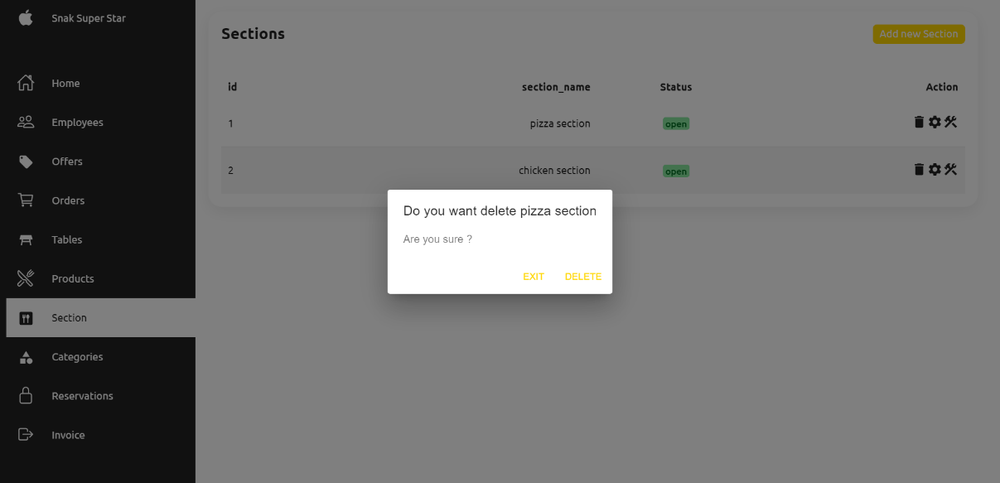 Snak Super Star
Home
Employees
Offers
Orders
Tables
Products
Section
Categories
Reservations
Invoice
Sections
Add new Section
id section_name Status Action
1 pizza section open
2 chicken section open
Do you want delete pizza section
Are you sure ?
EXIT DELETE